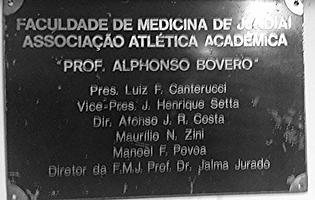 FACULDADE DE MEDICINA DE JUNDIAÍ
ASSOCIAÇÃO ATLÉTICA ACADÊMICA
"PROF. ALPHONSO BOVERO"
Pres. Luiz F. Canterucci
Vice-Pres. J. Henrique Setta
Dir. Afonso J. R. Costa
Maurílio N. Zini
Manoel F. Povoa
Diretor da F.M.J. Prof. Dr. Jalma Jurado